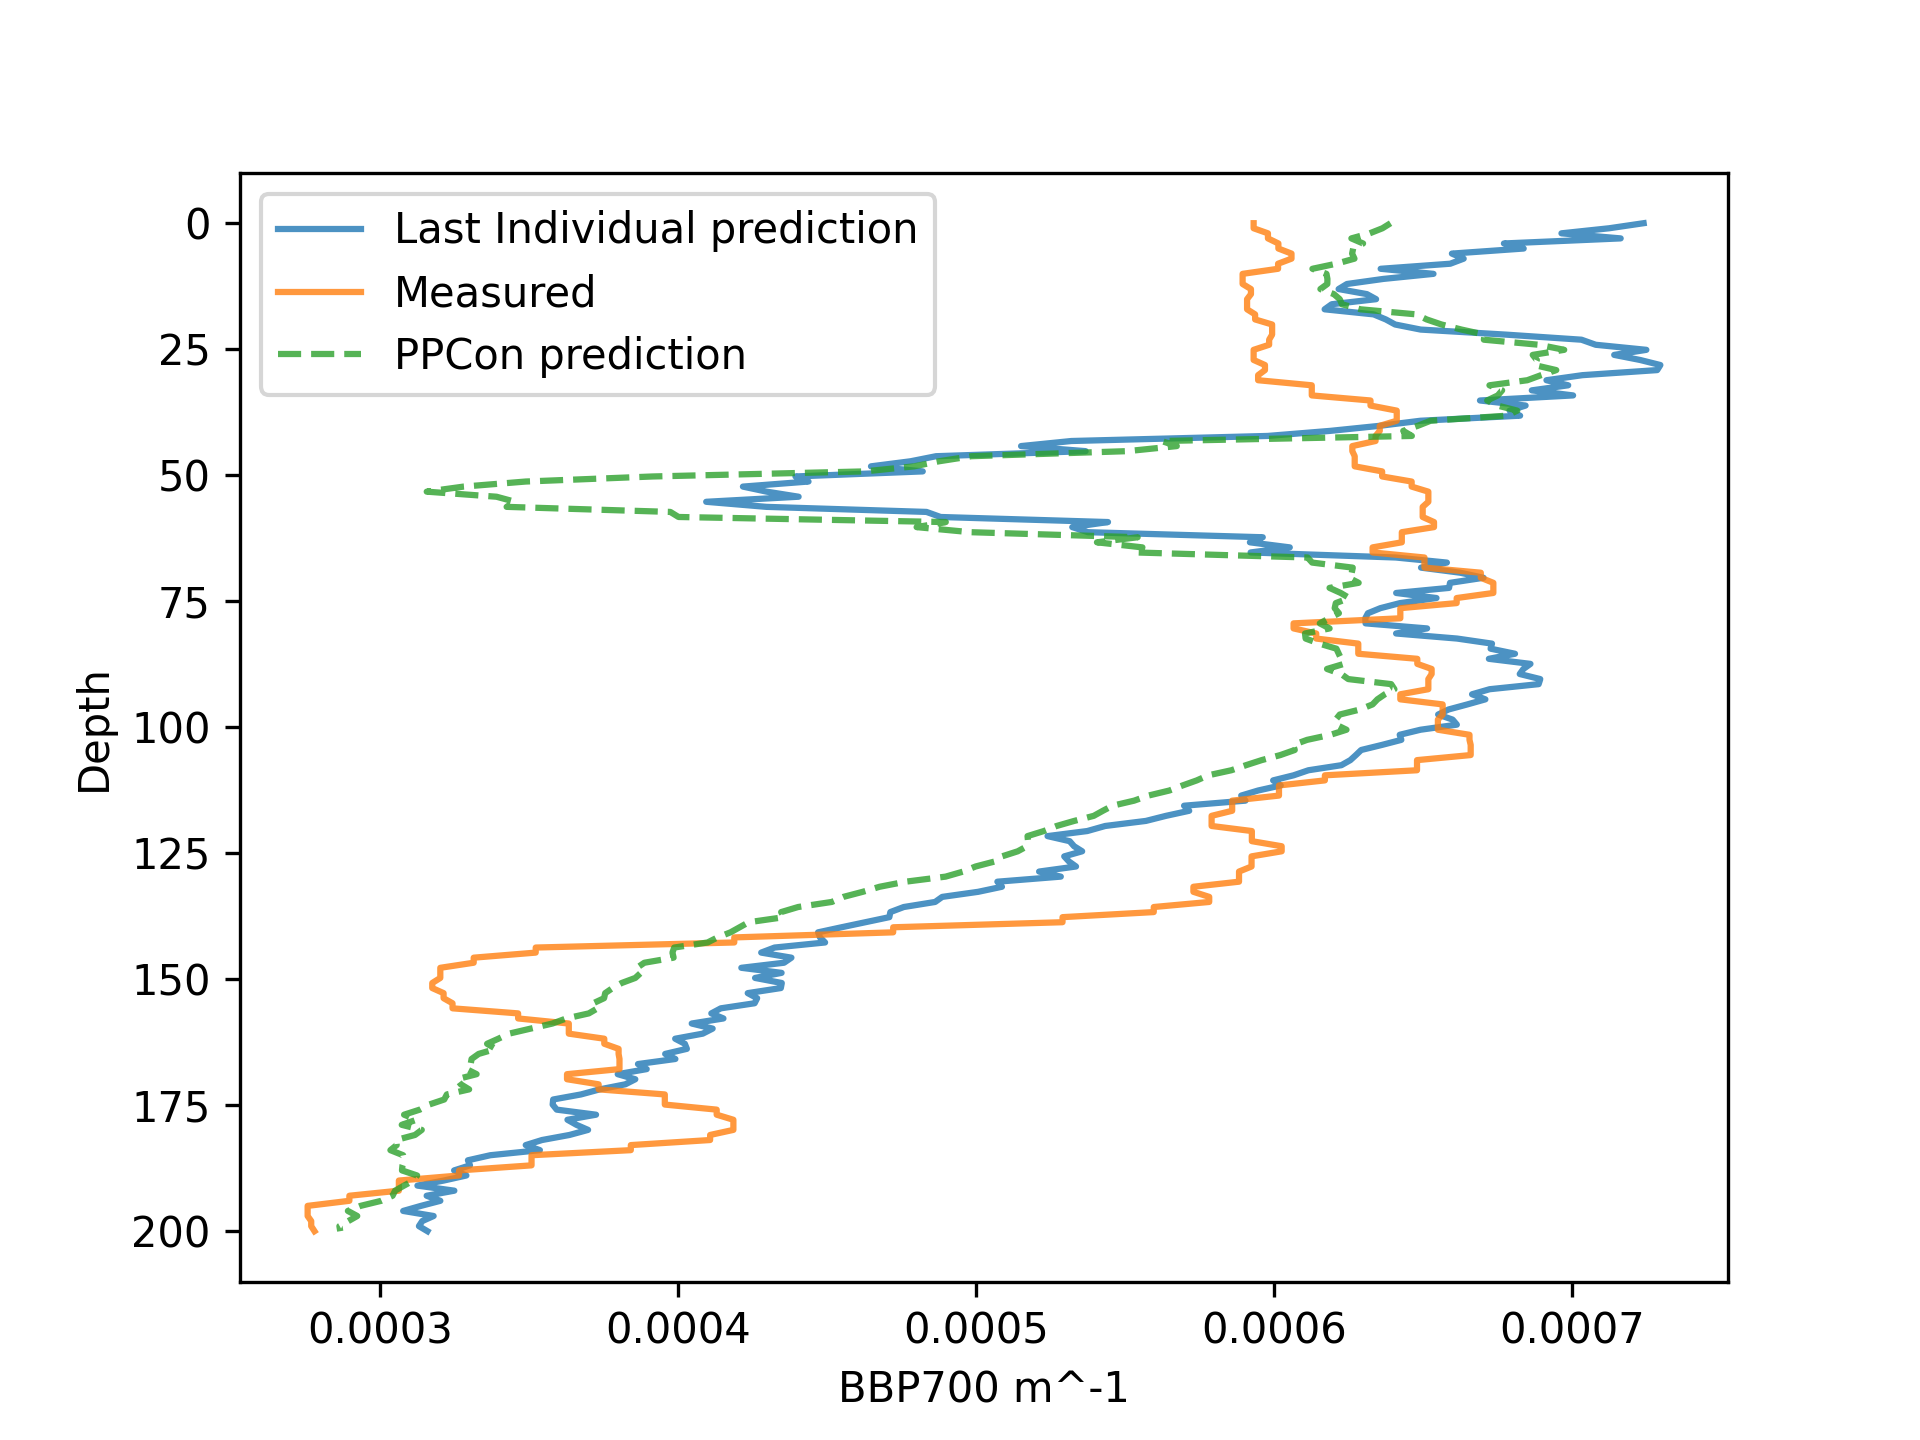 Last Individual prediction
Measured
PPCon prediction
0
25
50
75
100
125
150
175
200
Depth
0.0003 0.0004 0.0005 0.0006 0.0007
BBP700 m^-1